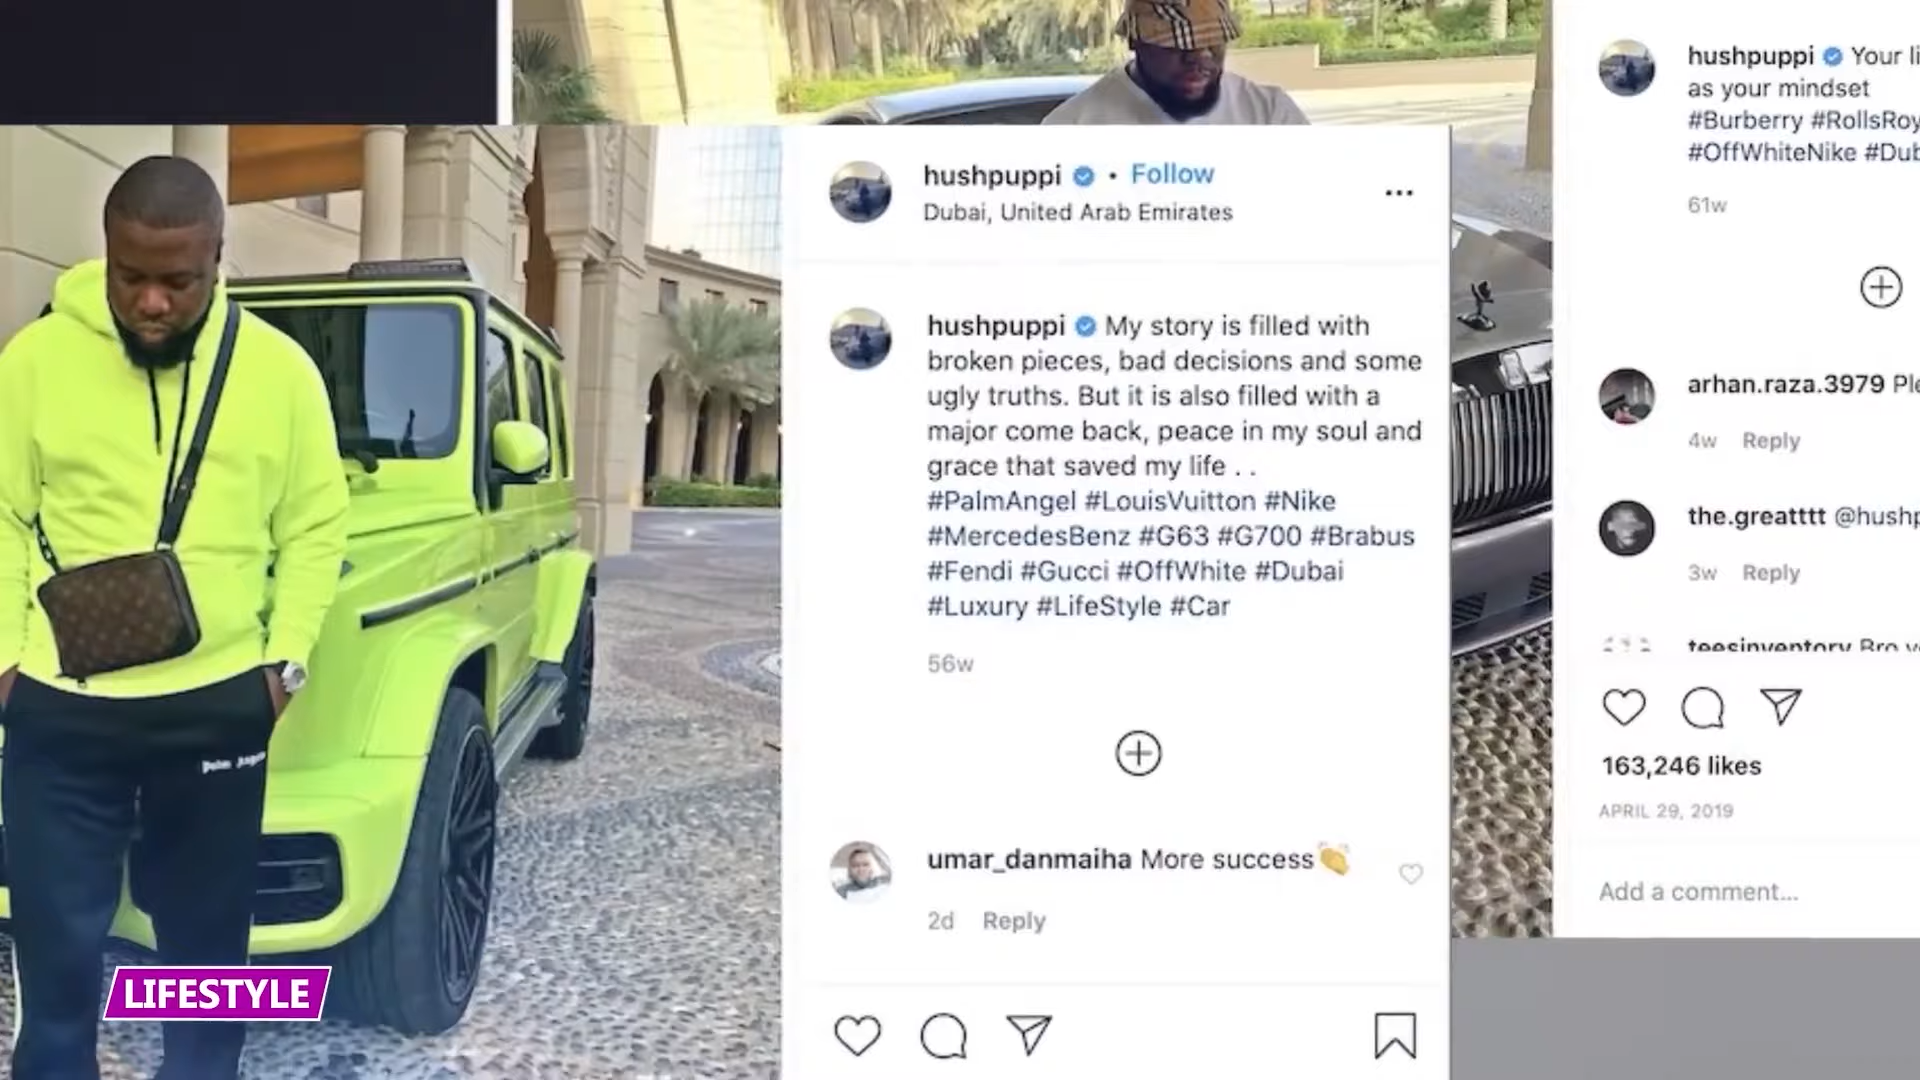 hushpuppi • Follow
Dubai, United Arab Emirates
hushpuppi My story is filled with
broken pieces, bad decisions and some
ugly truths. But it is also filled with a
major come back, peace in my soul and
grace that saved my life . .
#PalmAngel #LouisVuitton #Nike
#MercedesBenz #G63 #G700 #Brabus
#Fendi #Gucci #OffWhite #Dubai
#Luxury #LifeStyle #Car
56w
umar_danmaiha More success👏
2d Reply
hushpuppi Your
as your mindset
#Burberry
#OffWhiteNike
61w
arhan.raza.3979
4w Reply
the.greatttt
3w Reply
teesinventory Bro
163,246 likes
APRIL 29, 2019
Add a comment...
Palm
LIFESTYLE